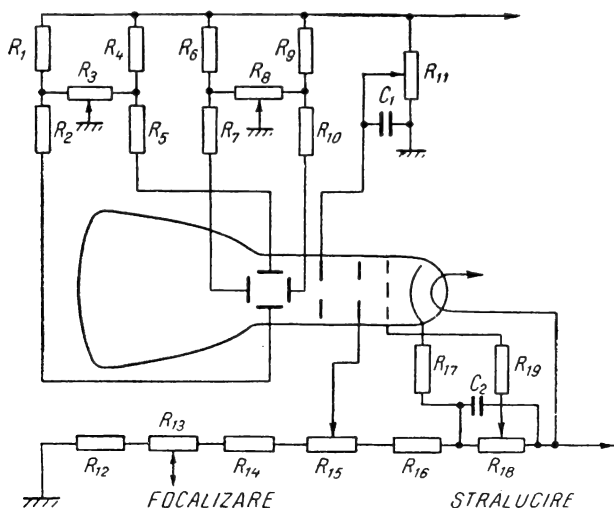 R1 R4 R6 R9
R3 R8 R11
R2 R5 R7 R10 C1
R17 C2 R19
R12 R13 R14 R15 R16 R18
FOCALIZARE STRALUCIRE